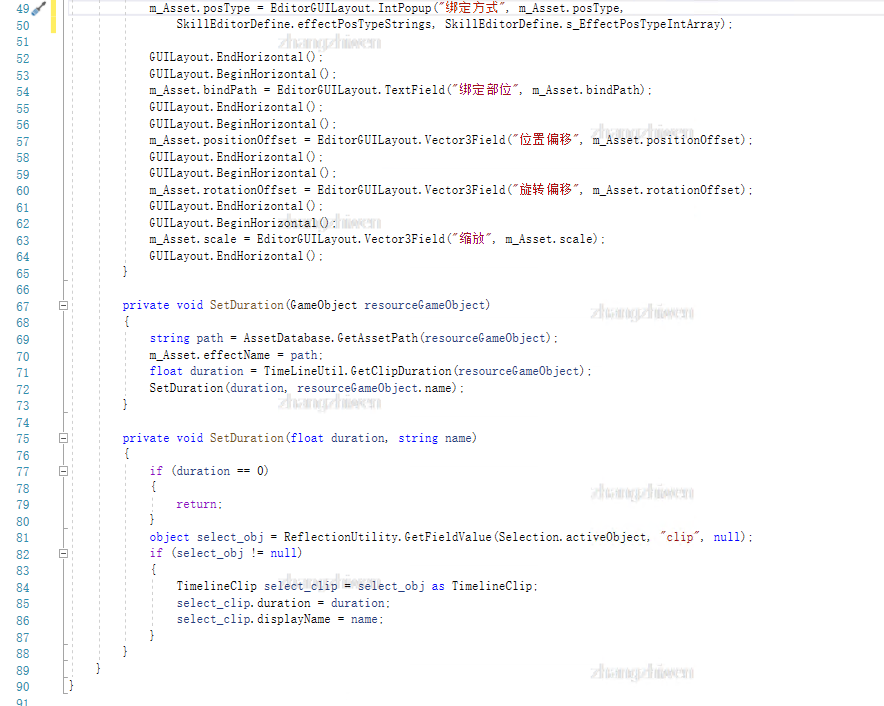 49 m_Asset.posType = EditorGUILayout.IntPopup("绑定方式", m_Asset.posType,
50 SkillEditorDefine.effectPosTypeStrings, SkillEditorDefine.s_EffectPosTypeIntArray);
51
zhangzhiwen
52 GUILayout.EndHorizontal();
53 GUILayout.BeginHorizontal();
54 m_Asset.bindPath = EditorGUILayout.TextField("绑定部位", m_Asset.bindPath);
55 GUILayout.EndHorizontal();
56 GUILayout.BeginHorizontal();
zhangzhiwen
57 m_Asset.positionOffset = EditorGUILayout.Vector3Field("位置偏移", m_Asset.positionOffset);
58 GUILayout.EndHorizontal();
59 GUILayout.BeginHorizontal();
60 m_Asset.rotationOffset = EditorGUILayout.Vector3Field("旋转偏移", m_Asset.rotationOffset);
61 GUILayout.EndHorizontal();
62 GUILayout.BeginHorizontal();
zhangzhiwen
63 m_Asset.scale = EditorGUILayout.Vector3Field("缩放", m_Asset.scale);
64 GUILayout.EndHorizontal();
65 }
66
67 private void SetDuration(GameObject resourceGameObject)
zhangzhiwen
68 {
69 string path = AssetDatabase.GetAssetPath(resourceGameObject);
70 m_Asset.effectName = path;
71 float duration = TimeLineUtil.GetClipDuration(resourceGameObject);
72 SetDuration(duration, resourceGameObject.name);
73 }
zhangzhiwen
74
75 private void SetDuration(float duration, string name)
76 {
77 if (duration == 0)
78 {
zhangzhiwen
79 return;
80 }
81 object select_obj = ReflectionUtility.GetFieldValue(Selection.activeObject, "clip", null);
82 if (select_obj != null)
83 {
zhangzhiwen
84 TimelineClip select_clip = select_obj as TimelineClip;
85 select_clip.duration = duration;
86 select_clip.displayName = name;
87 }
88 }
89 }
zhangzhiwen
90 }
91